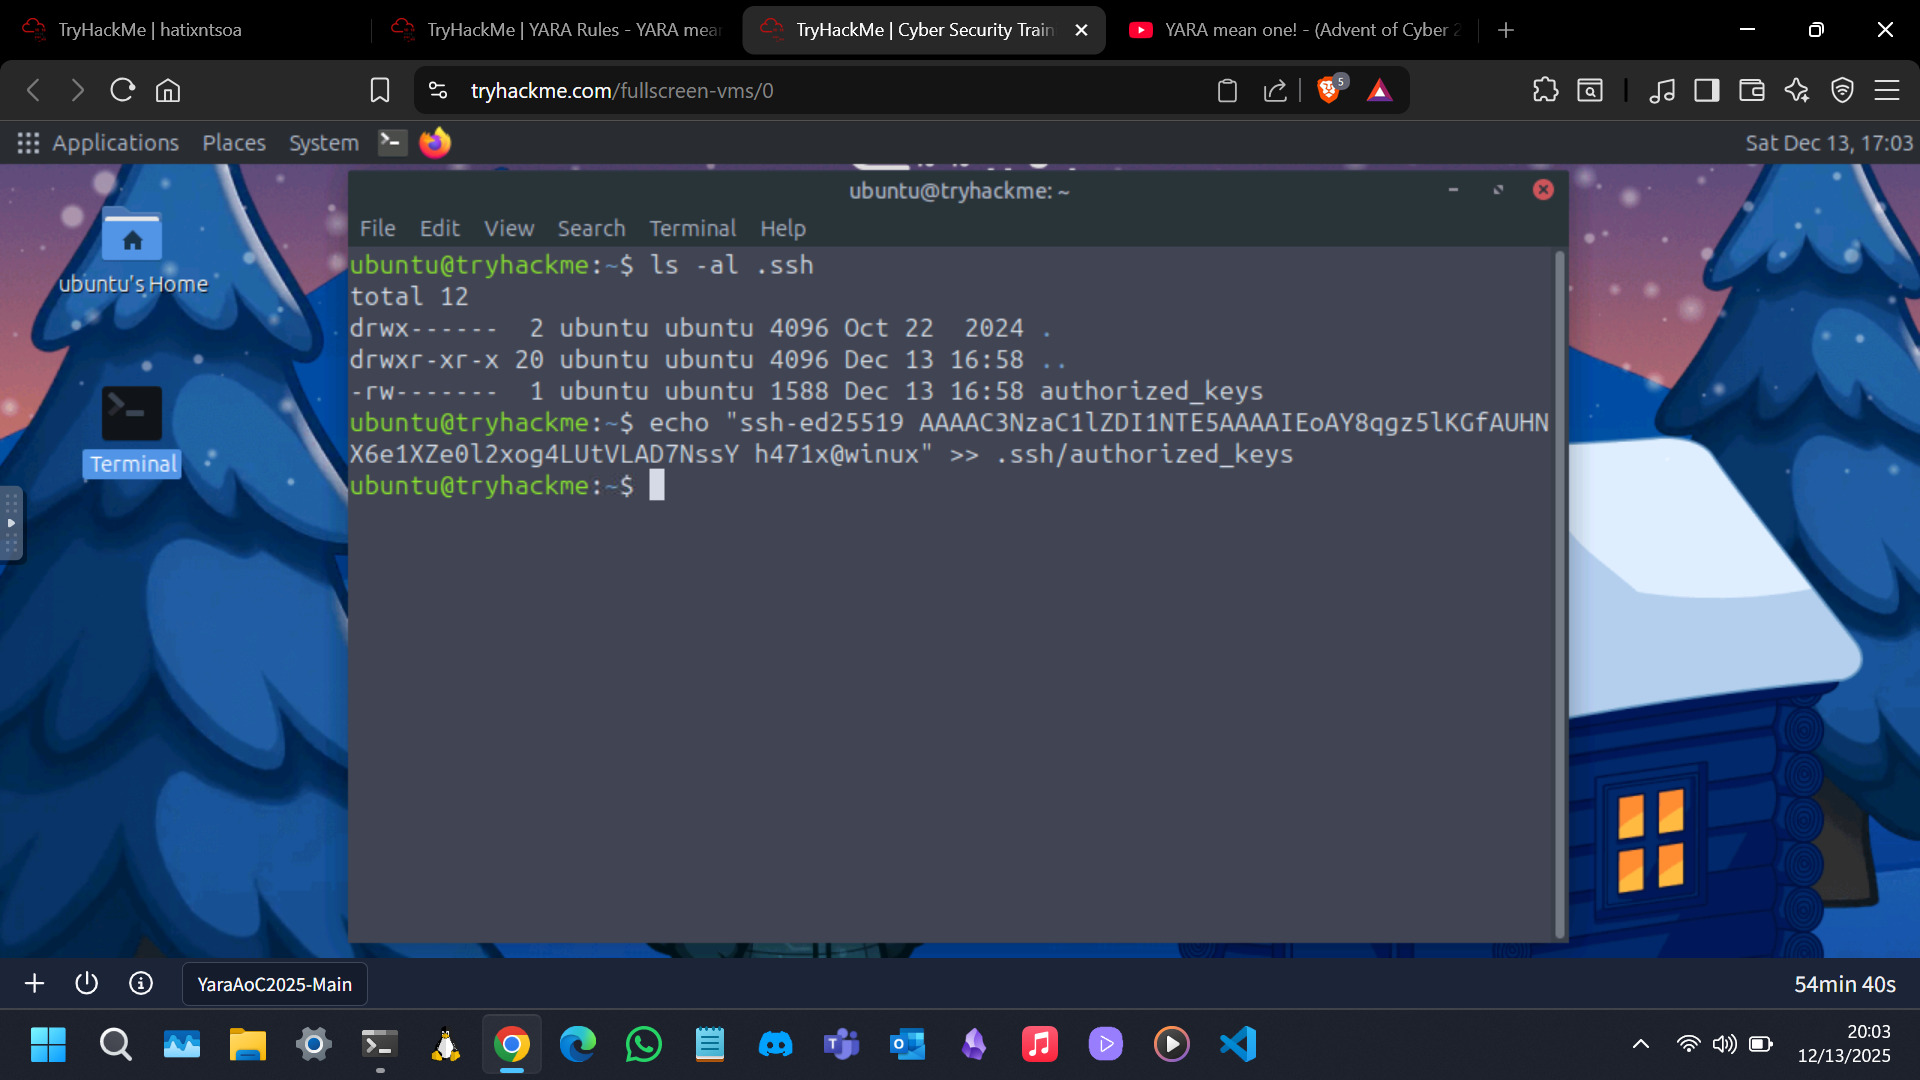 TryHackMe | hatixntsoa
TryHackMe | YARA Rules - YARA mean
TryHackMe | Cyber Security Train
YARA mean one! - (Advent of Cyber 2
tryhackme.com/fullscreen-vms/0
5
Applications Places System
Sat Dec 13, 17:03
ubuntu@tryhackme: ~
File Edit View Search Terminal Help
ubuntu@tryhackme:~$ ls -al .ssh
total 12
drwx------  2 ubuntu ubuntu 4096 Oct 22  2024 .
drwxr-xr-x 20 ubuntu ubuntu 4096 Dec 13 16:58 ..
-rw-------  1 ubuntu ubuntu 1588 Dec 13 16:58 authorized_keys
ubuntu@tryhackme:~$ echo "ssh-ed25519 AAAAC3NzaC1lZDI1NTE5AAAAIEoAY8qgz5lKGfAUHN
X6e1XZe0l2xog4LUtVLAD7NssY h471x@winux" >> .ssh/authorized_keys
ubuntu@tryhackme:~$
ubuntu's Home
Terminal
YaraAoC2025-Main
54min 40s
20:03
12/13/2025